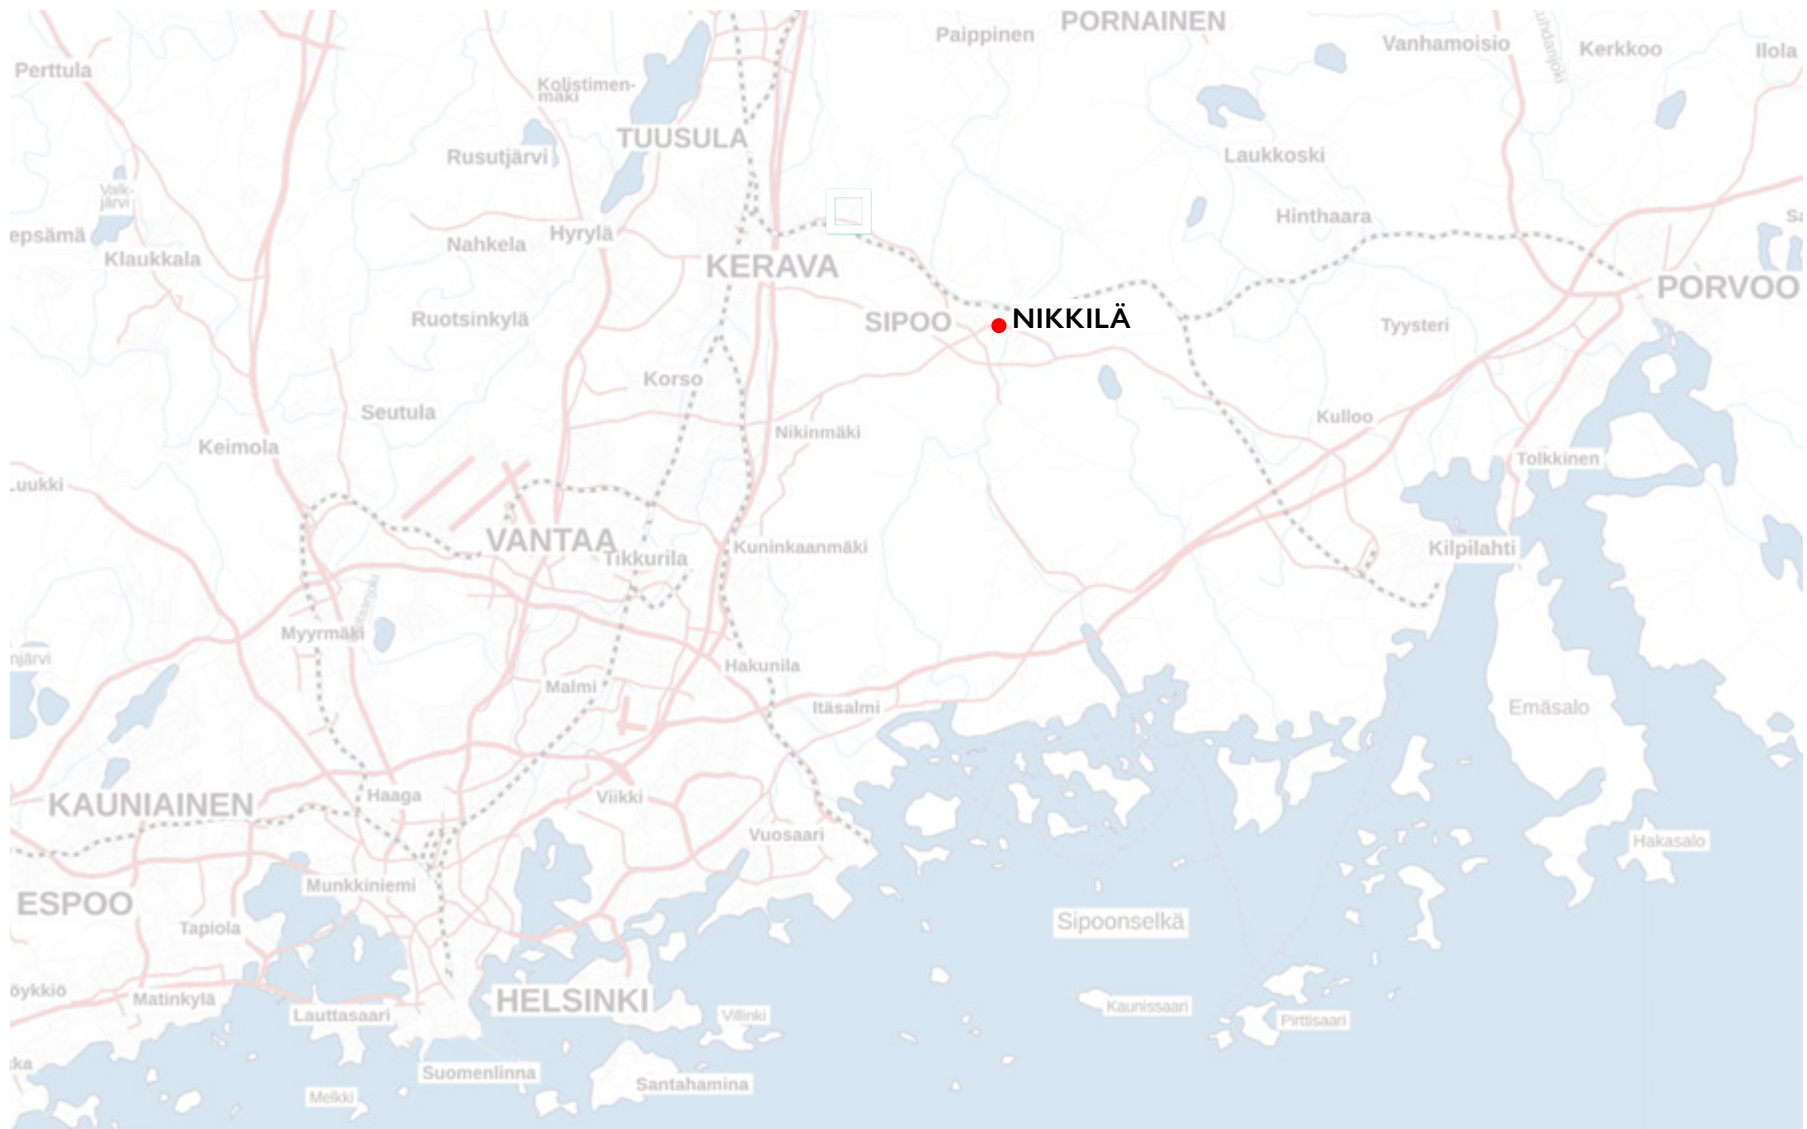 PORNAINEN
Paippinen
Vanhamoisio
Kerkkoo
Ilola
Perttula
Kolistimen-
mäki
TUUSULA
Rusutjärvi
Laukkoski
Valk-
järvi
Hinthaara
epsämä
Klaukkala
Nahkela
Hyrylä
KERAVA
PORVOO
Ruotsinkylä
SIPOO
NIKKILÄ
Tyysteri
Korso
Seutula
Kulloo
Keimola
Nikinmäki
Tolkkinen
uukki
VANTAA
Tikkurila
Kuninkaanmäki
Kilpilahti
Myyrmäki
njärvi
Hakunila
Malmi
Itäsalmi
Emäsalo
KAUNIAINEN
Haaga
Viikki
Vuosaari
Hakasalo
Munkkiniemi
ESPOO
Tapiola
Sipoonselkä
öykkiö
Matinkylä
Lauttasaari
HELSINKI
Villinki
Kaunissaari
Pirttisaari
Suomenlinna
Santahamina
Melkki